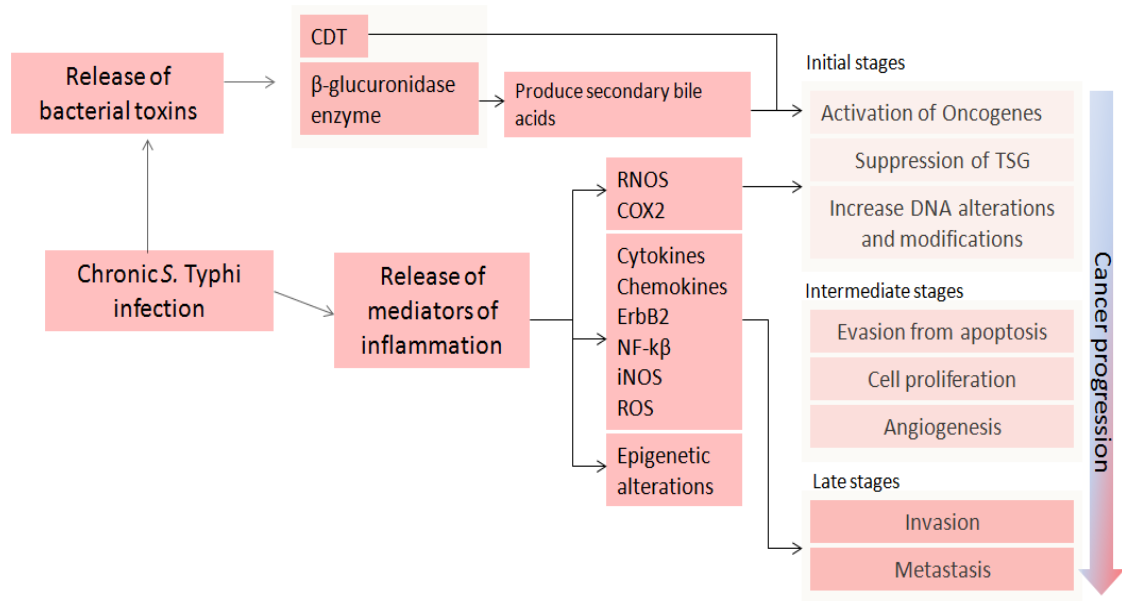 Release of
bacterial toxins
CDT
β-glucuronidase
enzyme
Produce secondary bile
acids
Chronic S. Typhi
infection
Release of
mediators of
inflammation
RNOS
COX2
Cytokines
Chemokines
ErbB2
NF-kβ
iNOS
ROS
Epigenetic
alterations
Initial stages
Activation of Oncogenes
Suppression of TSG
Increase DNA alterations
and modifications
Intermediate stages
Evasion from apoptosis
Cell proliferation
Angiogenesis
Late stages
Invasion
Metastasis
Cancer progression